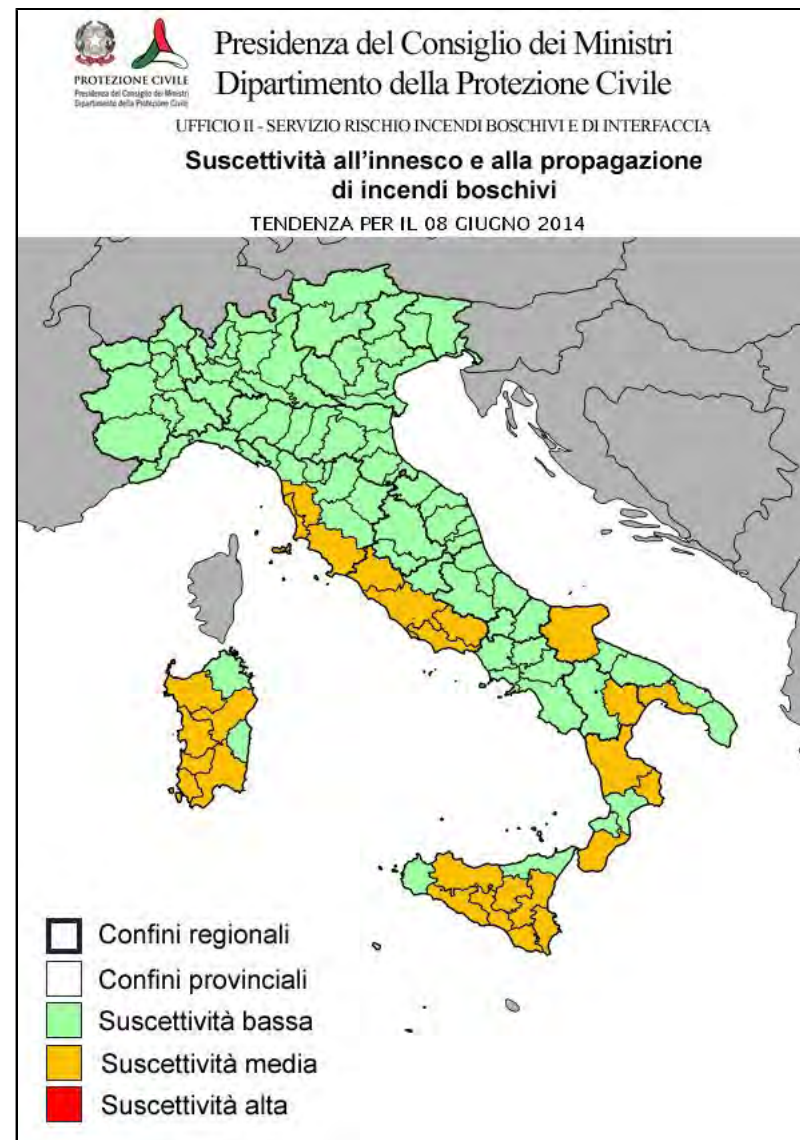 Presidenza del Consiglio dei Ministri
Dipartimento della Protezione Civile
PROTEZIONE CIVILE
Presidenza del Consiglio dei Ministri
Dipartimento della Protezione Civile
UFFICIO II - SERVIZIO RISCHIO INCENDI BOSCHIVI E DI INTERFACCIA
Suscettività all'innesco e alla propagazione
di incendi boschivi
TENDENZA PER IL 08 GIUGNO 2014
Confini regionali
Confini provinciali
Suscettività bassa
Suscettività media
Suscettività alta